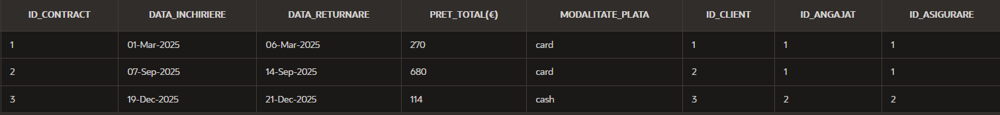 ID_CONTRACT DATA_INCHIRIERE DATA_RETURNARE PRET_TOTAL(€) MODALITATE_PLATA ID_CLIENT ID_ANGAJAT ID_ASIGURARE
1 01-Mar-2025 06-Mar-2025 270 card 1 1 1
2 07-Sep-2025 14-Sep-2025 680 card 2 1 1
3 19-Dec-2025 21-Dec-2025 114 cash 3 2 2